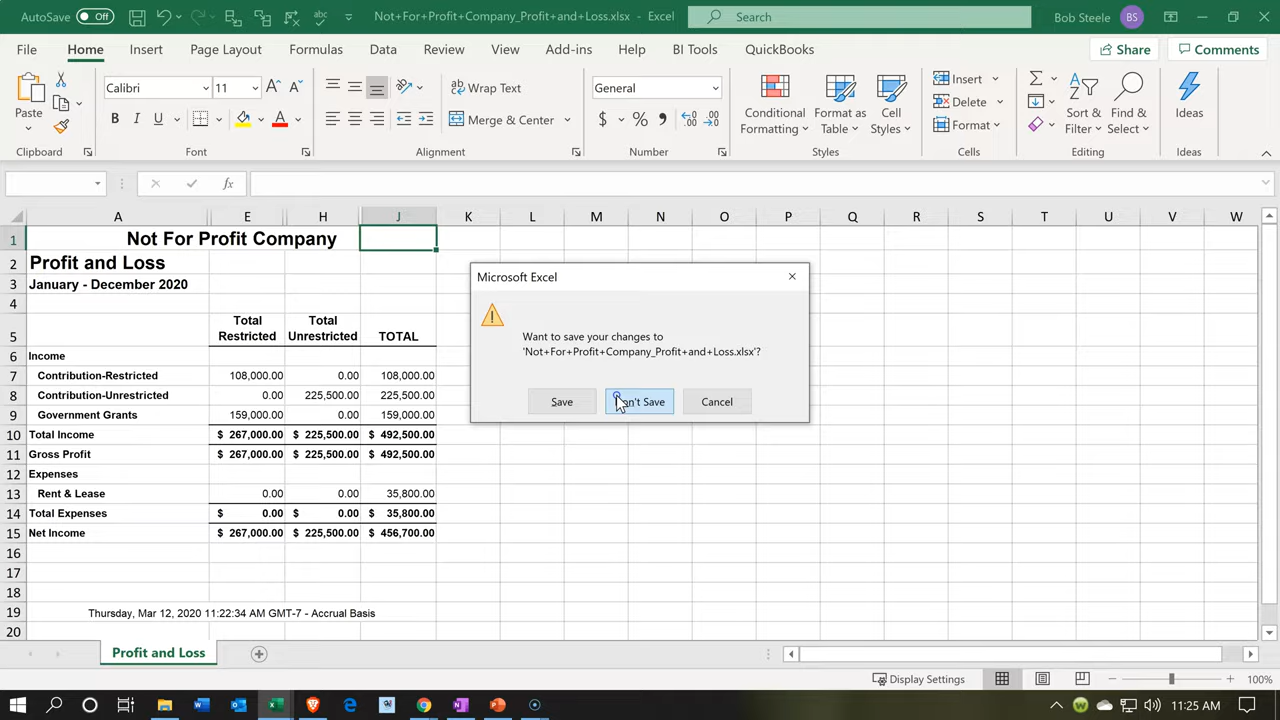 AutoSave Off Not+For+Profit+Company_Profit+and+Loss.xlsx - Excel Search Bob Steele BS
File Home Insert Page Layout Formulas Data Review View Add-ins Help BI Tools QuickBooks Share Comments
Paste Calibri 11 Wrap Text General Conditional Formatting Format as Table Cell Styles Insert Sort & Filter Find & Select Ideas
B I U A Merge & Center $ % Delete
Format
Clipboard Font Alignment Number Styles Cells Editing Ideas
fx
A E H J K L M N O P Q R S T U V W
1 Not For Profit Company
2 Profit and Loss
3 January - December 2020
4
5 Total Restricted Total Unrestricted TOTAL
6 Income
7 Contribution-Restricted 108,000.00 0.00 108,000.00
8 Contribution-Unrestricted 0.00 225,500.00 225,500.00
9 Government Grants 159,000.00 0.00 159,000.00
10 Total Income $ 267,000.00 $ 225,500.00 $ 492,500.00
11 Gross Profit $ 267,000.00 $ 225,500.00 $ 492,500.00
12 Expenses
13 Rent & Lease 0.00 0.00 35,800.00
14 Total Expenses $ 0.00 $ 0.00 $ 35,800.00
15 Net Income $ 267,000.00 $ 225,500.00 $ 456,700.00
16
17
18
19 Thursday, Mar 12, 2020 11:22:34 AM GMT-7 - Accrual Basis
20
Microsoft Excel
Want to save your changes to
'Not+For+Profit+Company_Profit+and+Loss.xlsx'?
Save Don't Save Cancel
Profit and Loss
Display Settings 100%
11:25 AM